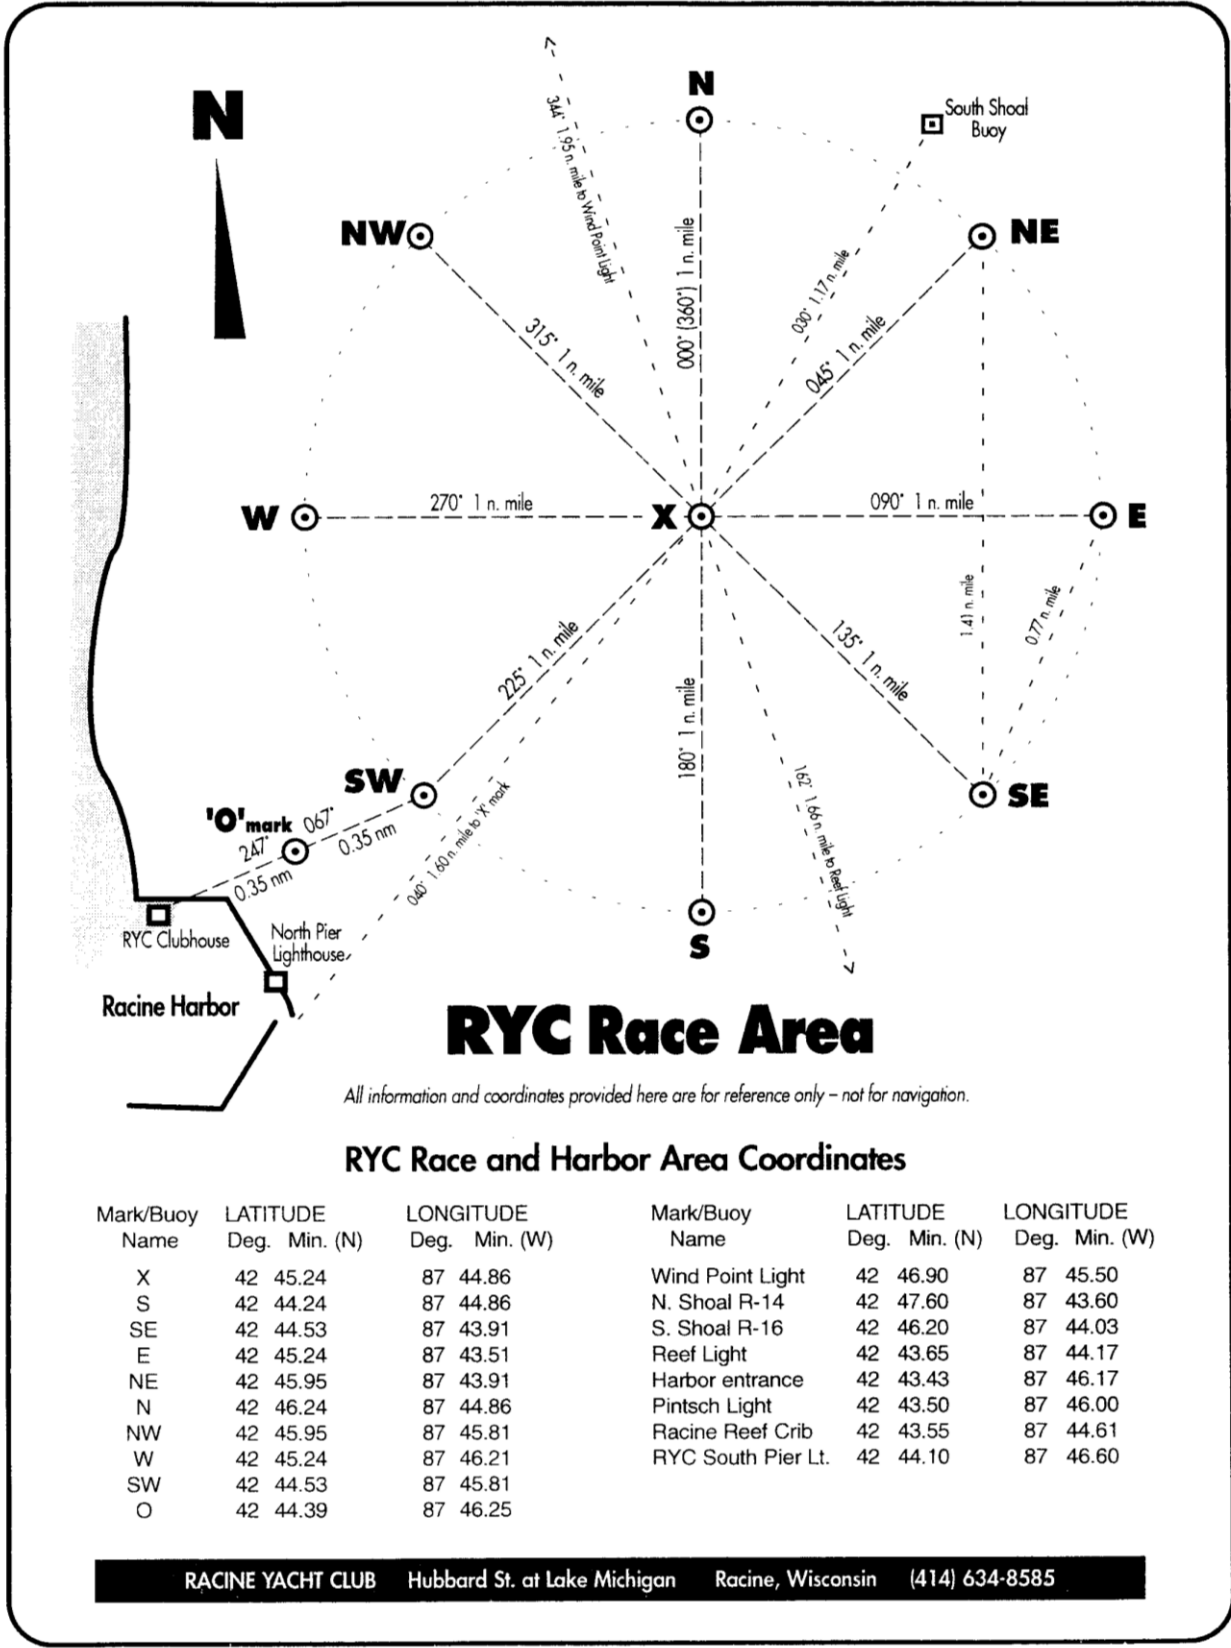 N
N
South Shoal
Buoy
344° 1.95 n. mile to Wind Point Light
NW
NE
000° (360°) 1 n. mile
030° 1.17 n. mile
315° 1 n. mile
045° 1 n. mile
W
270° 1 n. mile
X
090° 1 n. mile
E
1.41 n. mile
0.77 n. mile
225° 1 n. mile
135° 1 n. mile
180° 1 n. mile
SW
SE
'O' mark
067°
247°
0.35 nm
0.35 nm
040° 1.60 n. mile to 'X' mark
162° 1.66 n. mile to Reef Light
S
RYC Clubhouse
North Pier
Lighthouse
Racine Harbor
RYC Race Area
All information and coordinates provided here are for reference only – not for navigation.
RYC Race and Harbor Area Coordinates
Mark/Buoy LATITUDE LONGITUDE Mark/Buoy LATITUDE LONGITUDE
Name Deg. Min. (N) Deg. Min. (W) Name Deg. Min. (N) Deg. Min. (W)
X 42 45.24 87 44.86 Wind Point Light 42 46.90 87 45.50
S 42 44.24 87 44.86 N. Shoal R-14 42 47.60 87 43.60
SE 42 44.53 87 43.91 S. Shoal R-16 42 46.20 87 44.03
E 42 45.24 87 43.51 Reef Light 42 43.65 87 44.17
NE 42 45.95 87 43.91 Harbor entrance 42 43.43 87 46.17
N 42 46.24 87 44.86 Pintsch Light 42 43.50 87 46.00
NW 42 45.95 87 45.81 Racine Reef Crib 42 43.55 87 44.61
W 42 45.24 87 46.21 RYC South Pier Lt. 42 44.10 87 46.60
SW 42 44.53 87 45.81
O 42 44.39 87 46.25
RACINE YACHT CLUB Hubbard St. at Lake Michigan Racine, Wisconsin (414) 634-8585